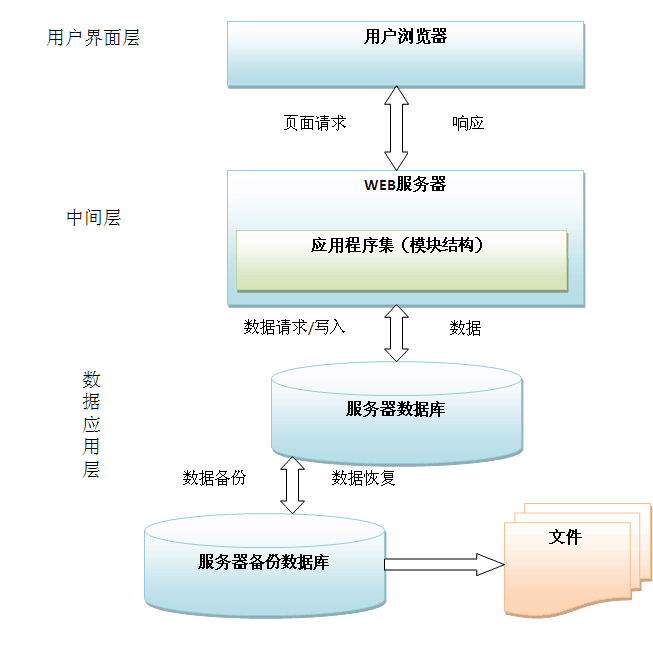 用户界面层
用户浏览器
页面请求
响应
WEB服务器
中间层
应用程序集（模块结构）
数据请求/写入
数据
数据应用层
服务器数据库
数据备份
数据恢复
服务器备份数据库
文件